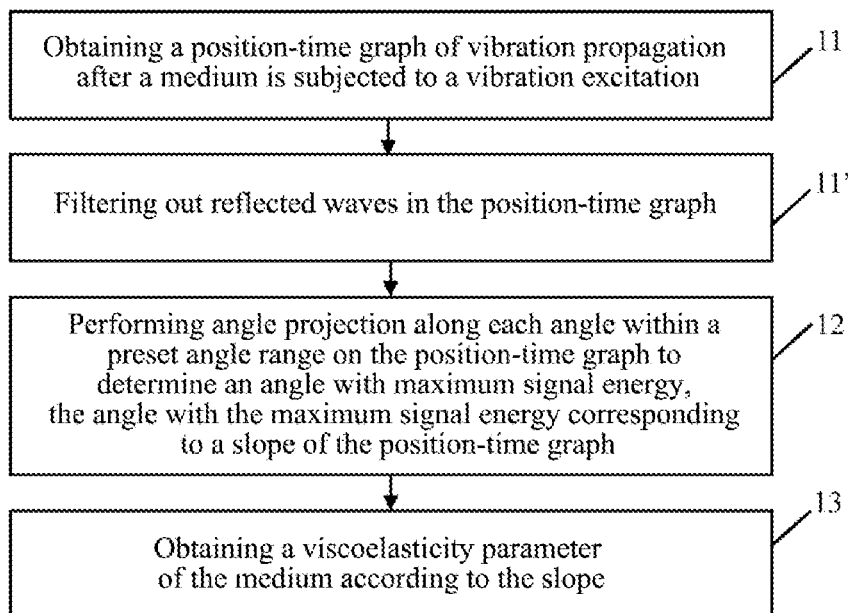 Obtaining a position-time graph of vibration propagation
after a medium is subjected to a vibration excitation
11
Filtering out reflected waves in the position-time graph
11’
Performing angle projection along each angle within a
preset angle range on the position-time graph to
determine an angle with maximum signal energy,
the angle with the maximum signal energy corresponding
to a slope of the position-time graph
12
Obtaining a viscoelasticity parameter
of the medium according to the slope
13